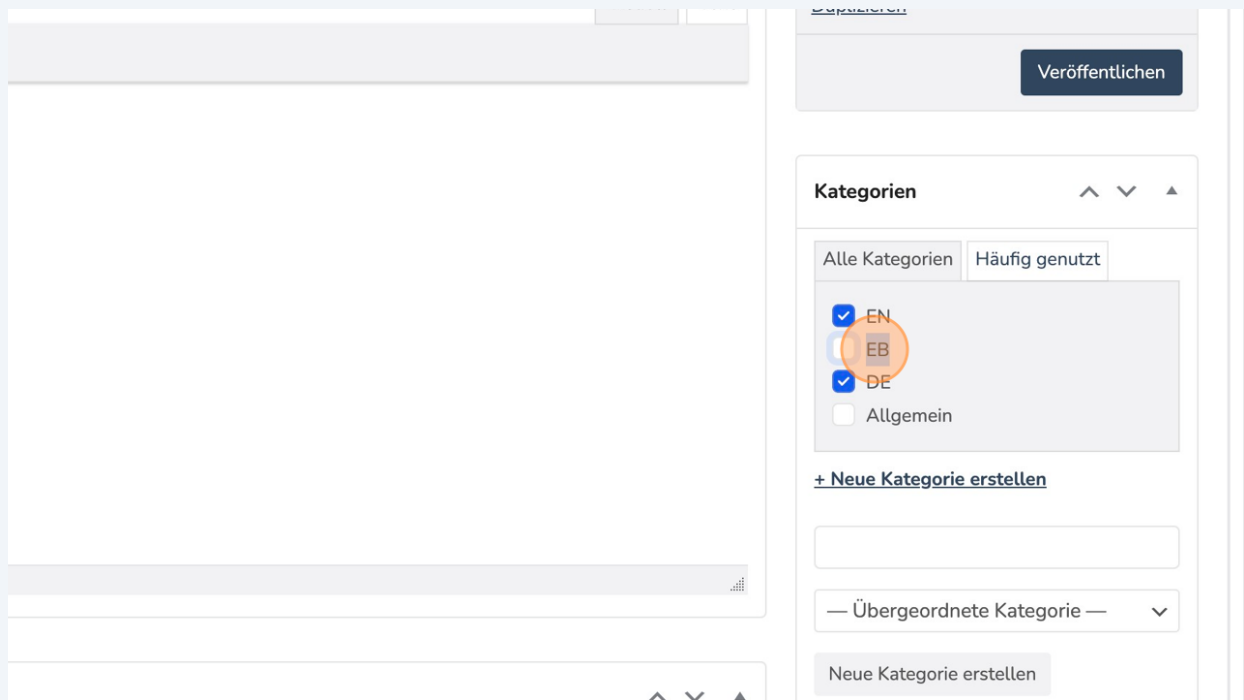 Duplizieren
Veröffentlichen
Kategorien
Alle Kategorien
Häufig genutzt
EN
EB
DE
Allgemein
+ Neue Kategorie erstellen
— Übergeordnete Kategorie —
Neue Kategorie erstellen